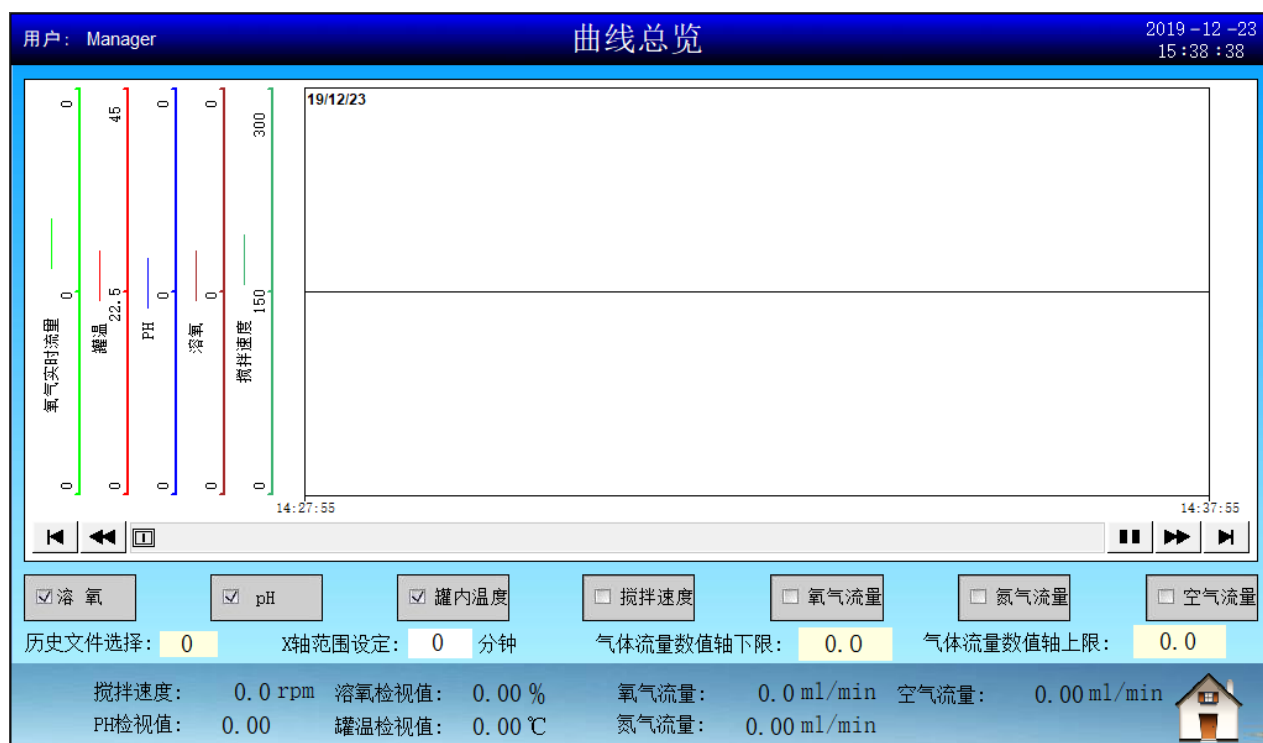 用户: Manager
曲线总览
2019-12-23
15:38:38
19/12/23
0 45 0 0 300
0 22.5 0 0 150
氧气实时流量 罐温 PH 溶氧 搅拌速度
0 0 0 0 0
14:27:55 14:37:55
溶 氧 pH 罐内温度 搅拌速度 氧气流量 氮气流量 空气流量
历史文件选择: 0 X轴范围设定: 0 分钟 气体流量数值轴下限: 0.0 气体流量数值轴上限: 0.0
搅拌速度: 0.0 rpm 溶氧检视值: 0.00 % 氧气流量: 0.0 ml/min 空气流量: 0.00 ml/min
PH检视值: 0.00 罐温检视值: 0.00 ℃ 氮气流量: 0.00 ml/min